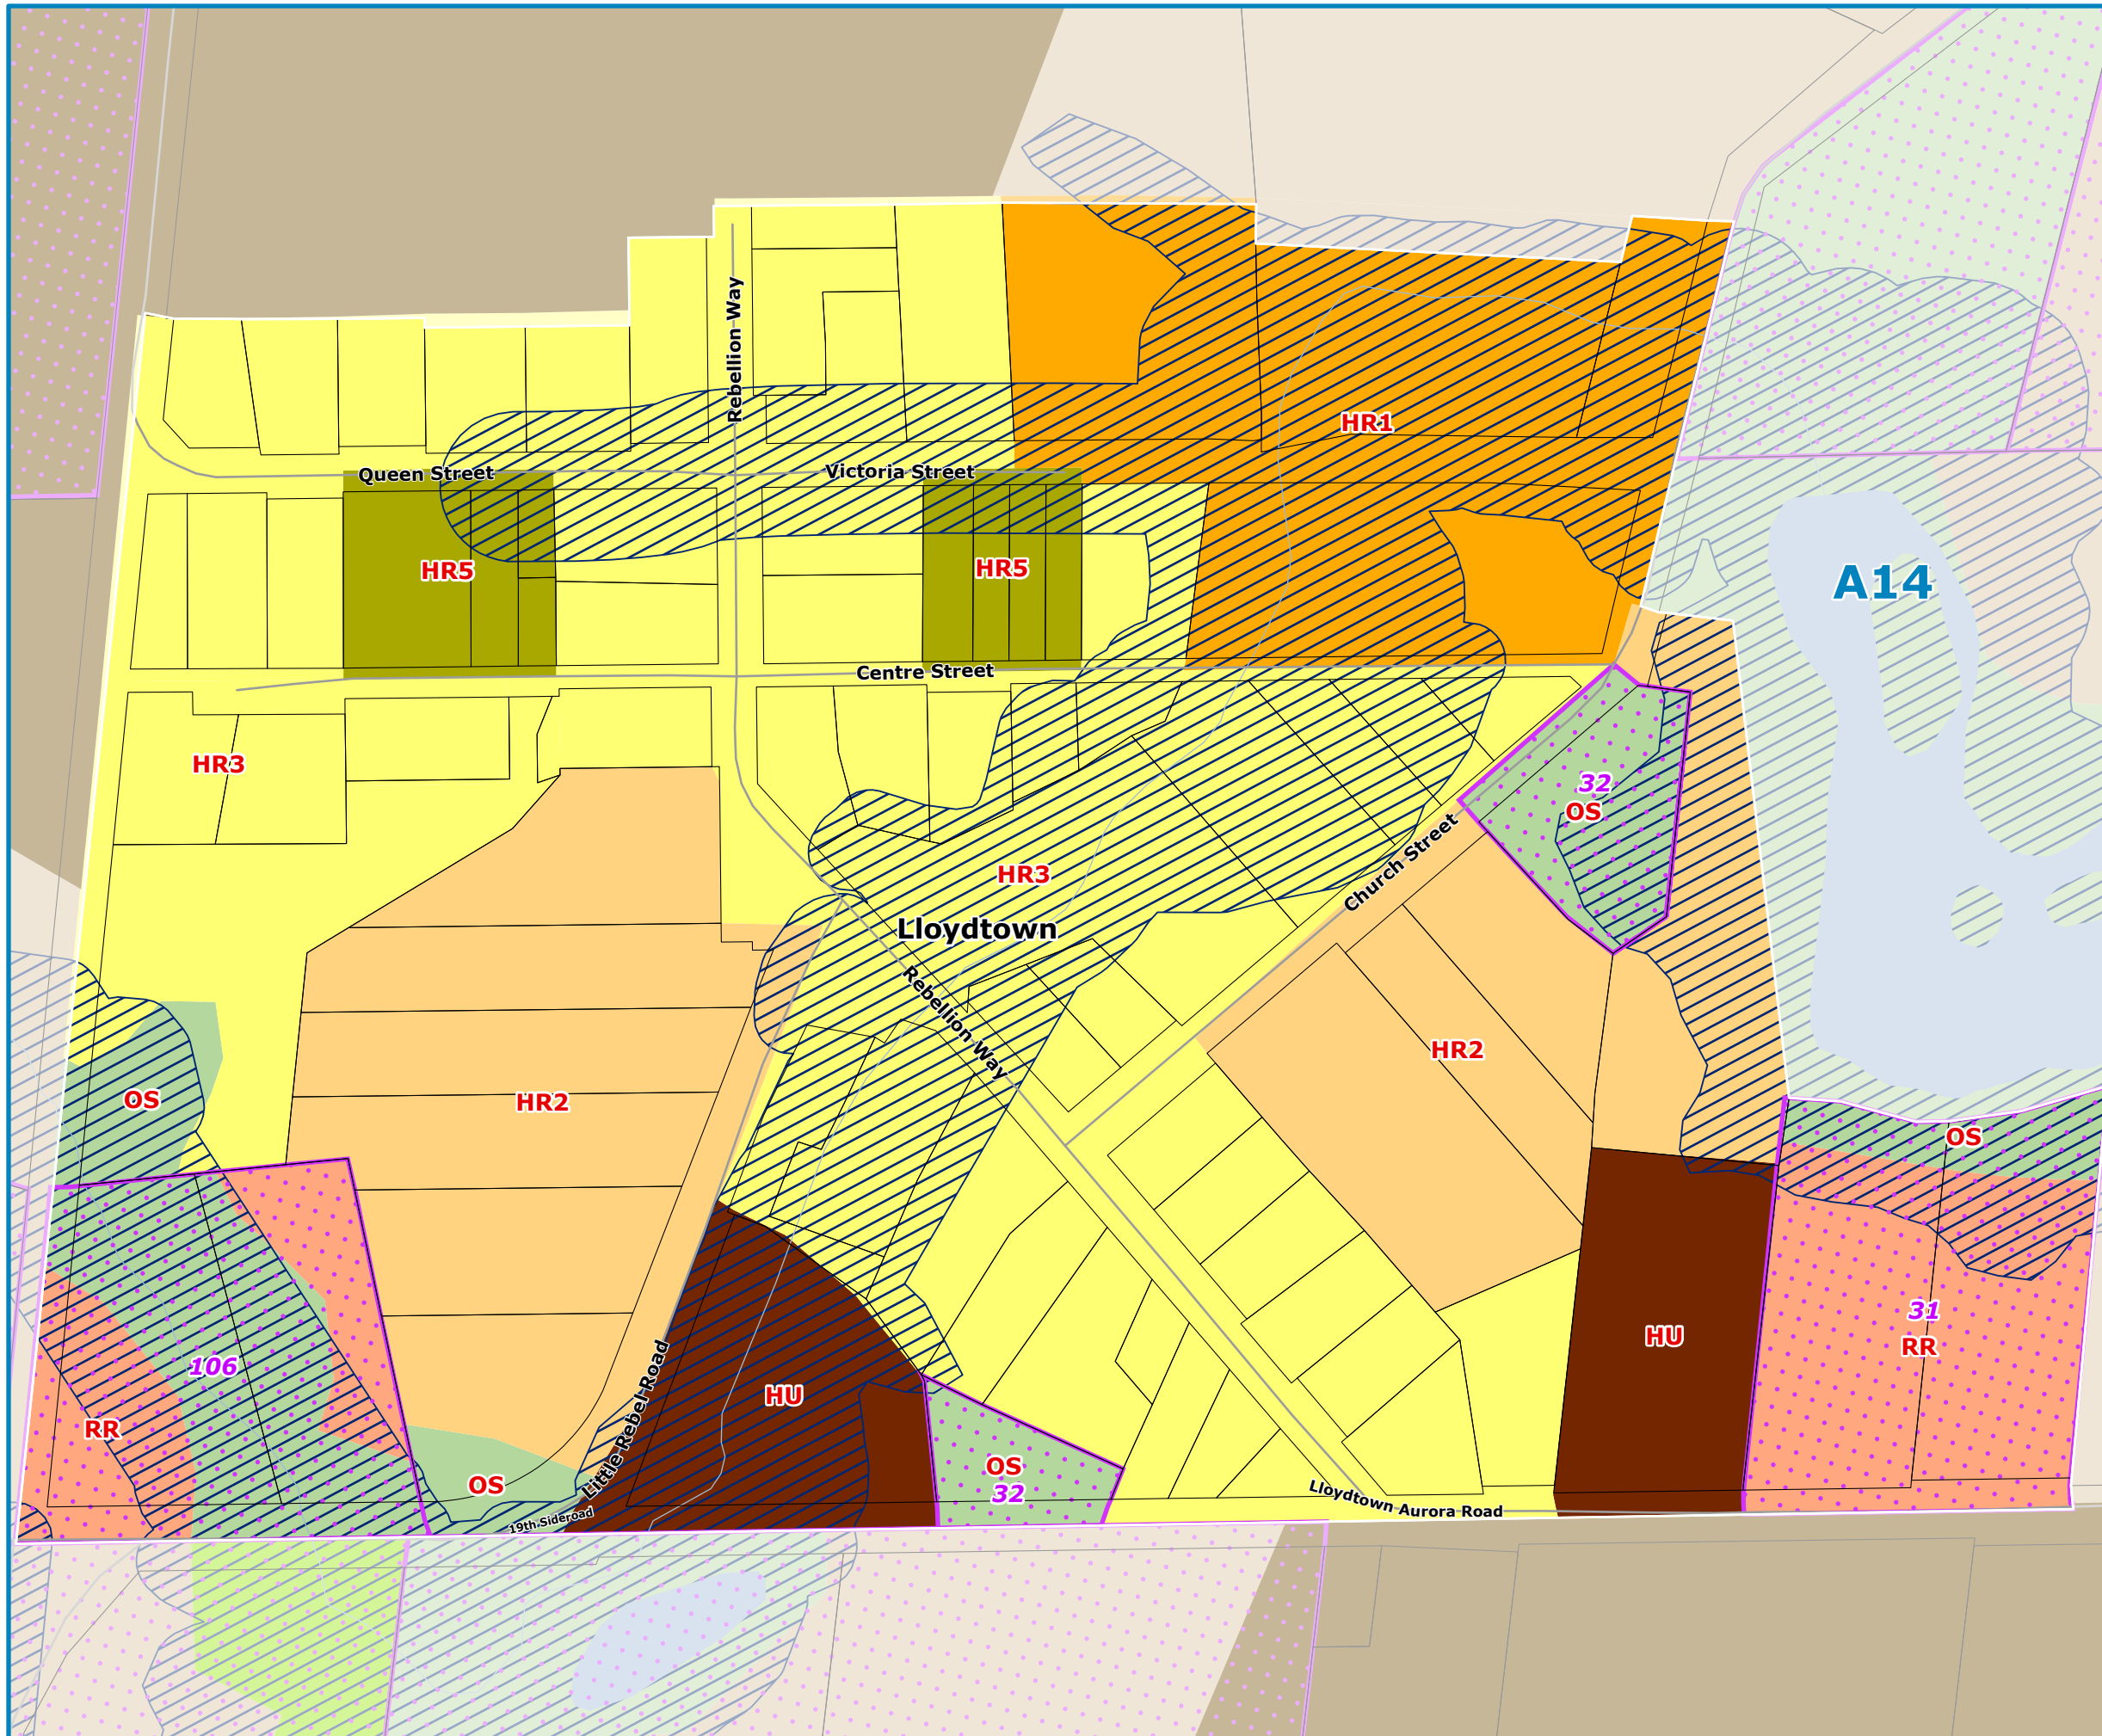 Rebellion Way
HR1
Queen Street
Victoria Street
HR5
HR5
A14
Centre Street
HR3
32
OS
HR3
Church Street
Lloydtown
Rebellion Way
HR2
OS
HR2
OS
31
HU
RR
106
HU
RR
Little Rebel Road
OS
OS
32
19th Sideroad
Lloydtown Aurora Road